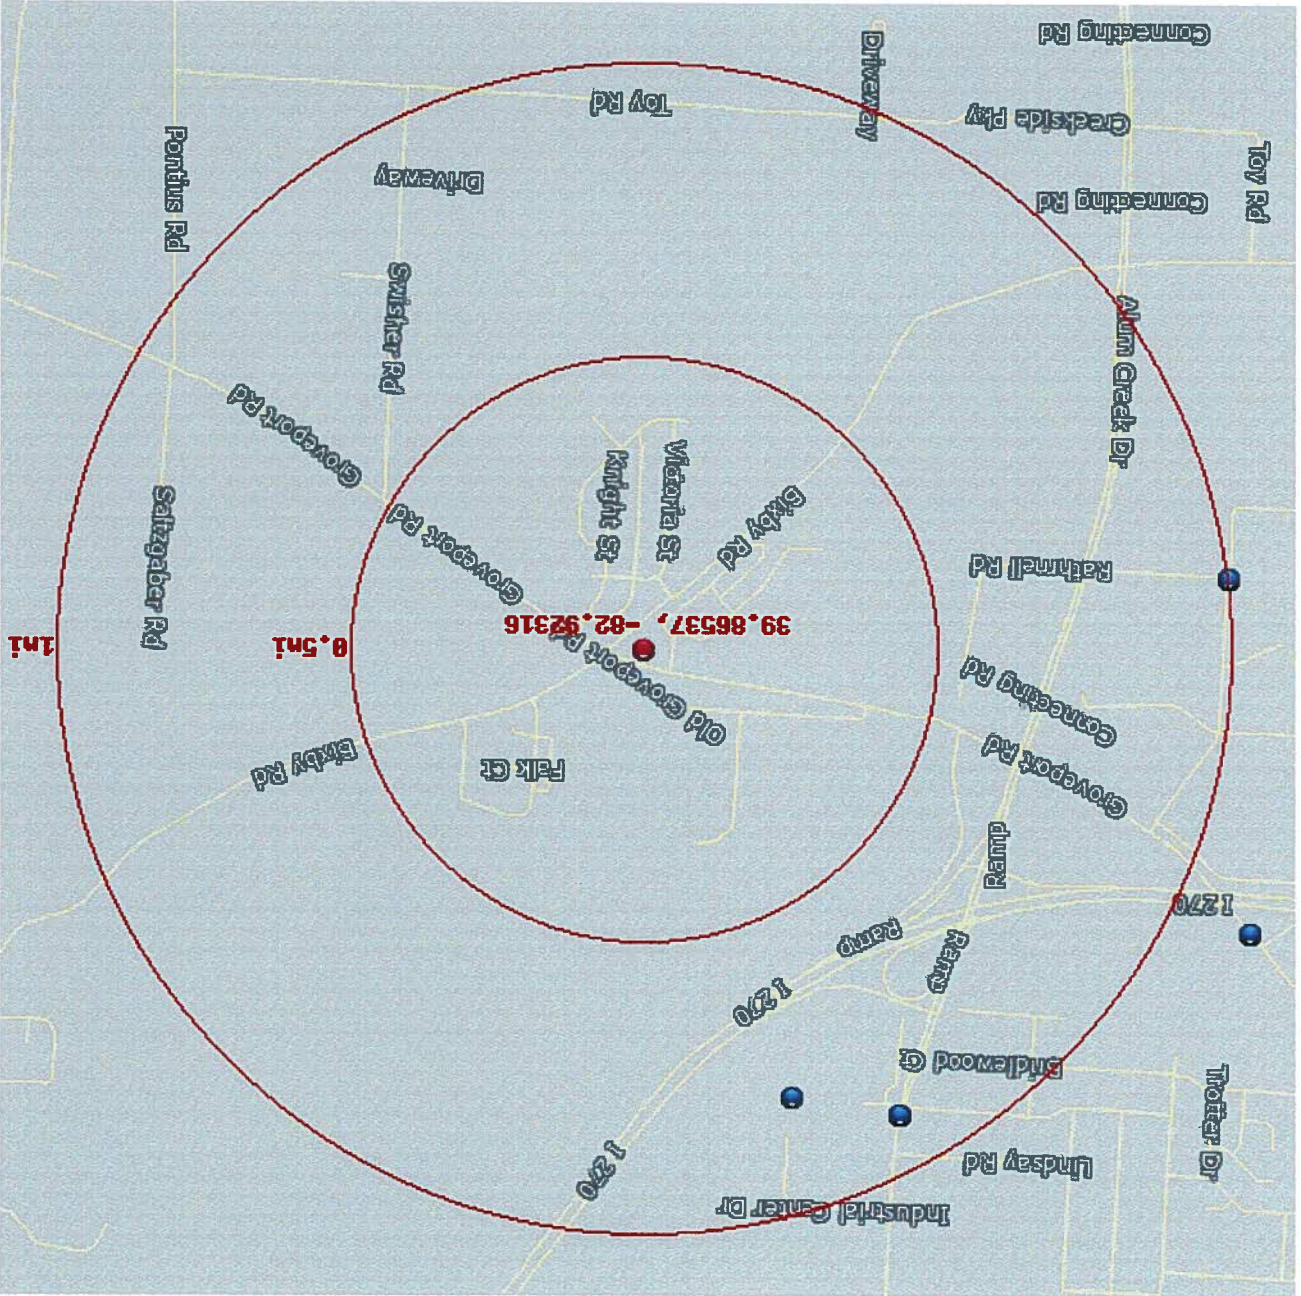 Industrial Center Dr
I 270
Lindsay Rd
Trotter Dr
Bridlewood Ct
I 270
Ramp
Ramp
I 270
Ramp
Groveport Rd
Falk Ct
Bixby Rd
Connecting Rd
Old Groveport Rd
39.86537, -82.92316
0.5mi
1mi
Rathmell Rd
Bixby Rd
Victoria St
Knight St
Groveport Rd
Groveport Rd
Saltzgaber Rd
Alum Creek Dr
Swisher Rd
Connecting Rd
Toy Rd
Driveway
Pontius Rd
Creekside Pky
Toy Rd
Driveway
Connecting Rd